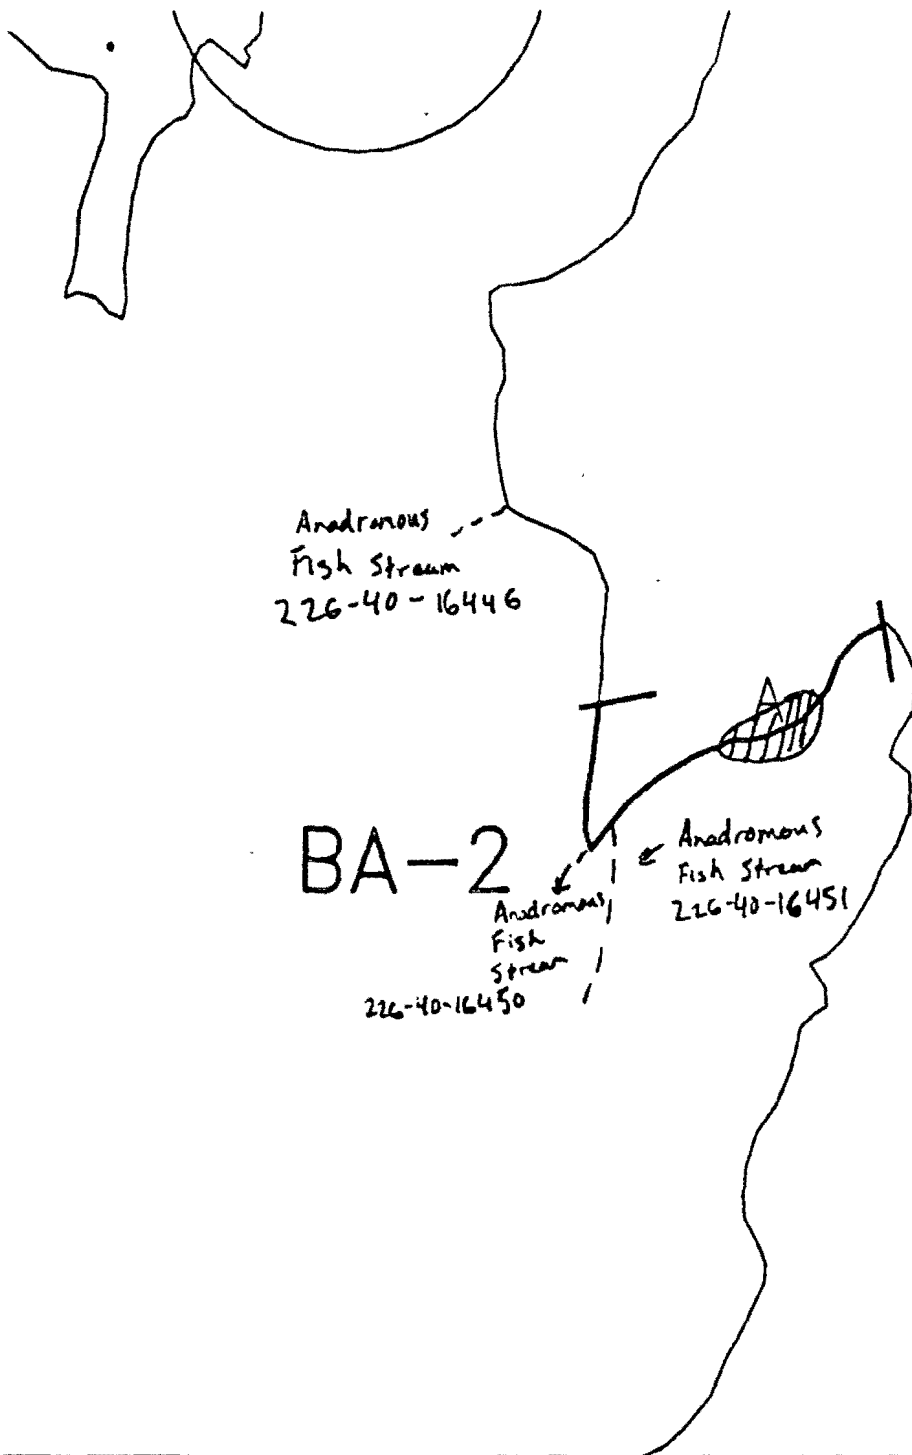 Anadromous
Fish Stream
226-40-16446
A
BA-2
Anadromous
Fish Stream
226-40-16451
Anadromous
Fish
Stream
226-40-16450